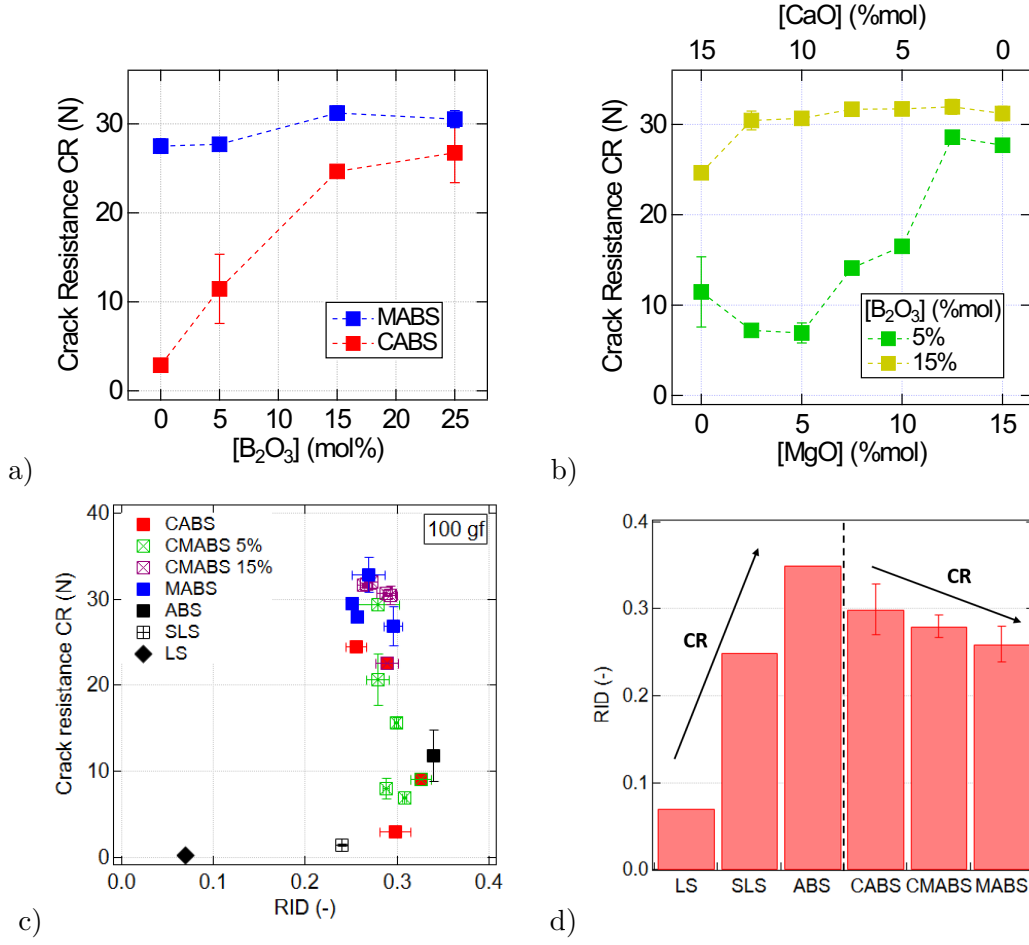 Crack Resistance CR (N)
30
20
10
0
0 5 10 15 20 25
[B₂O₃] (mol%)
MABS
CABS
a)
[CaO] (%mol)
15 10 5 0
Crack Resistance CR (N)
30
20
10
0
[B₂O₃] (%mol)
5%
15%
0 5 10 15
[MgO] (%mol)
b)
Crack resistance CR (N)
40
30
20
10
0
CABS
CMABS 5%
CMABS 15%
MABS
ABS
SLS
LS
100 gf
0.0 0.1 0.2 0.3 0.4
RID (-)
c)
RID (-)
0.4
0.3
0.2
0.1
0.0
CR
CR
LS SLS ABS CABS CMABS MABS
d)